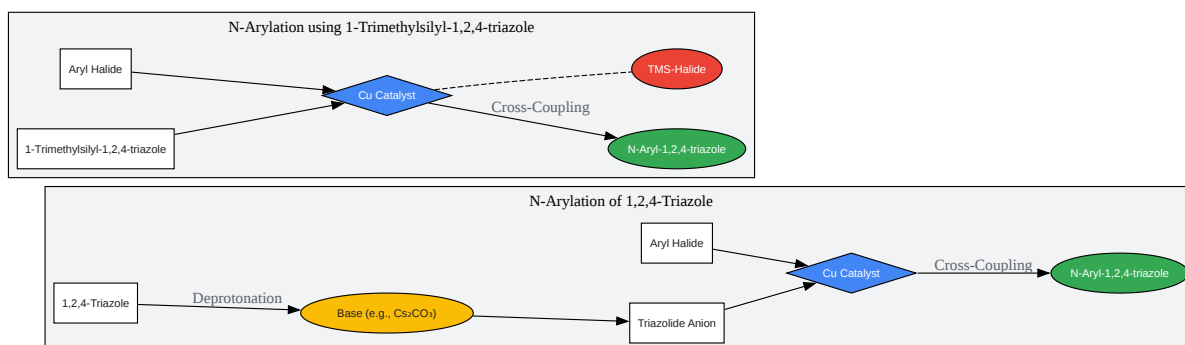 N-Arylation using 1-Trimethylsilyl-1,2,4-triazole
Aryl Halide
TMS-Halide
Cu Catalyst
Cross-Coupling
1-Trimethylsilyl-1,2,4-triazole
N-Aryl-1,2,4-triazole
N-Arylation of 1,2,4-Triazole
Aryl Halide
Cu Catalyst
Cross-Coupling
N-Aryl-1,2,4-triazole
1,2,4-Triazole
Deprotonation
Base (e.g., Cs₂CO₃)
Triazolide Anion